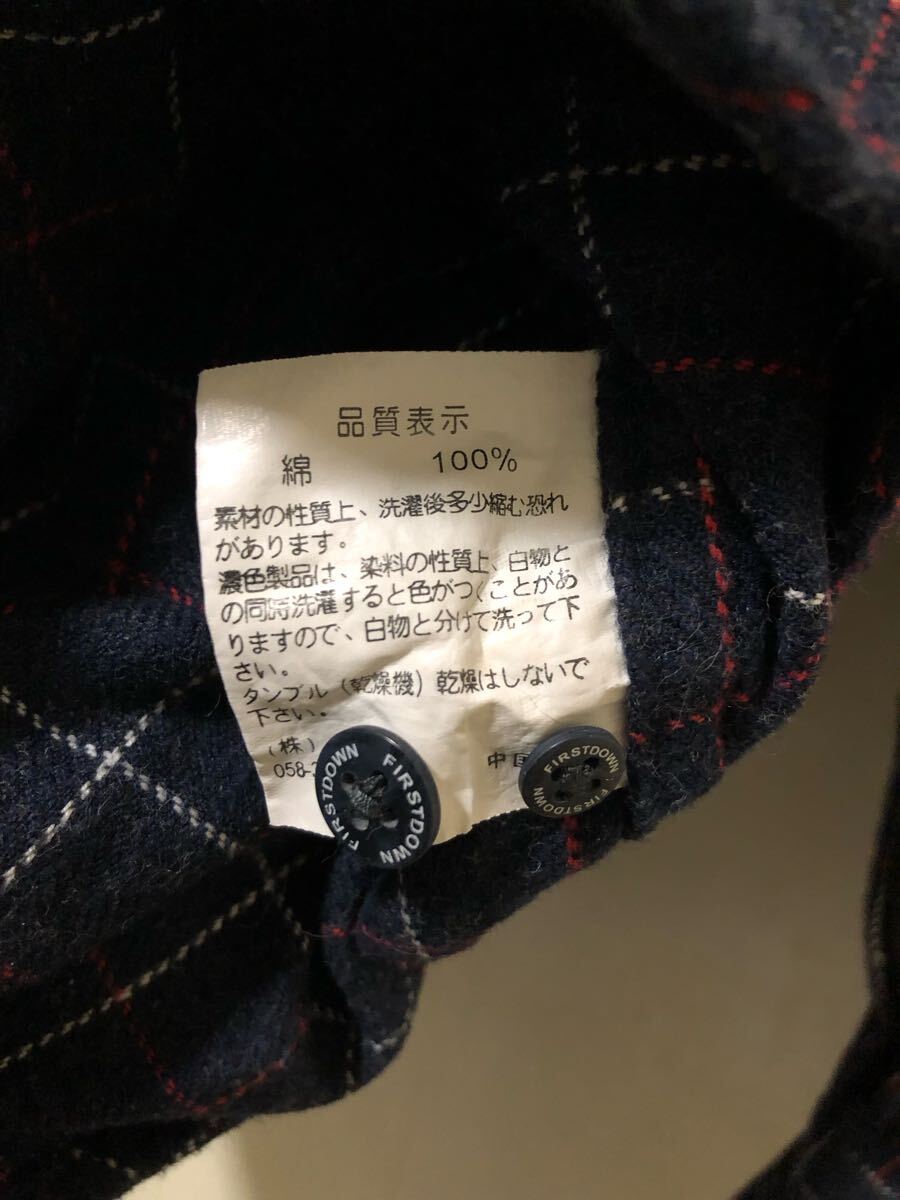 品質表示
綿 100%
素材の性質上、洗濯後多少縮む恐れ
があります。
濃色製品は、染料の性質上、白物と
の同時洗濯すると色がつくことがあ
りますので、白物と分けて洗って下
さい。
タンブル（乾燥機）乾燥はしないで
下さい。
（株）
058-3
中国
FIRSTDOWN FIRSTDOWN
FIRSTDOWN FIRSTDOWN